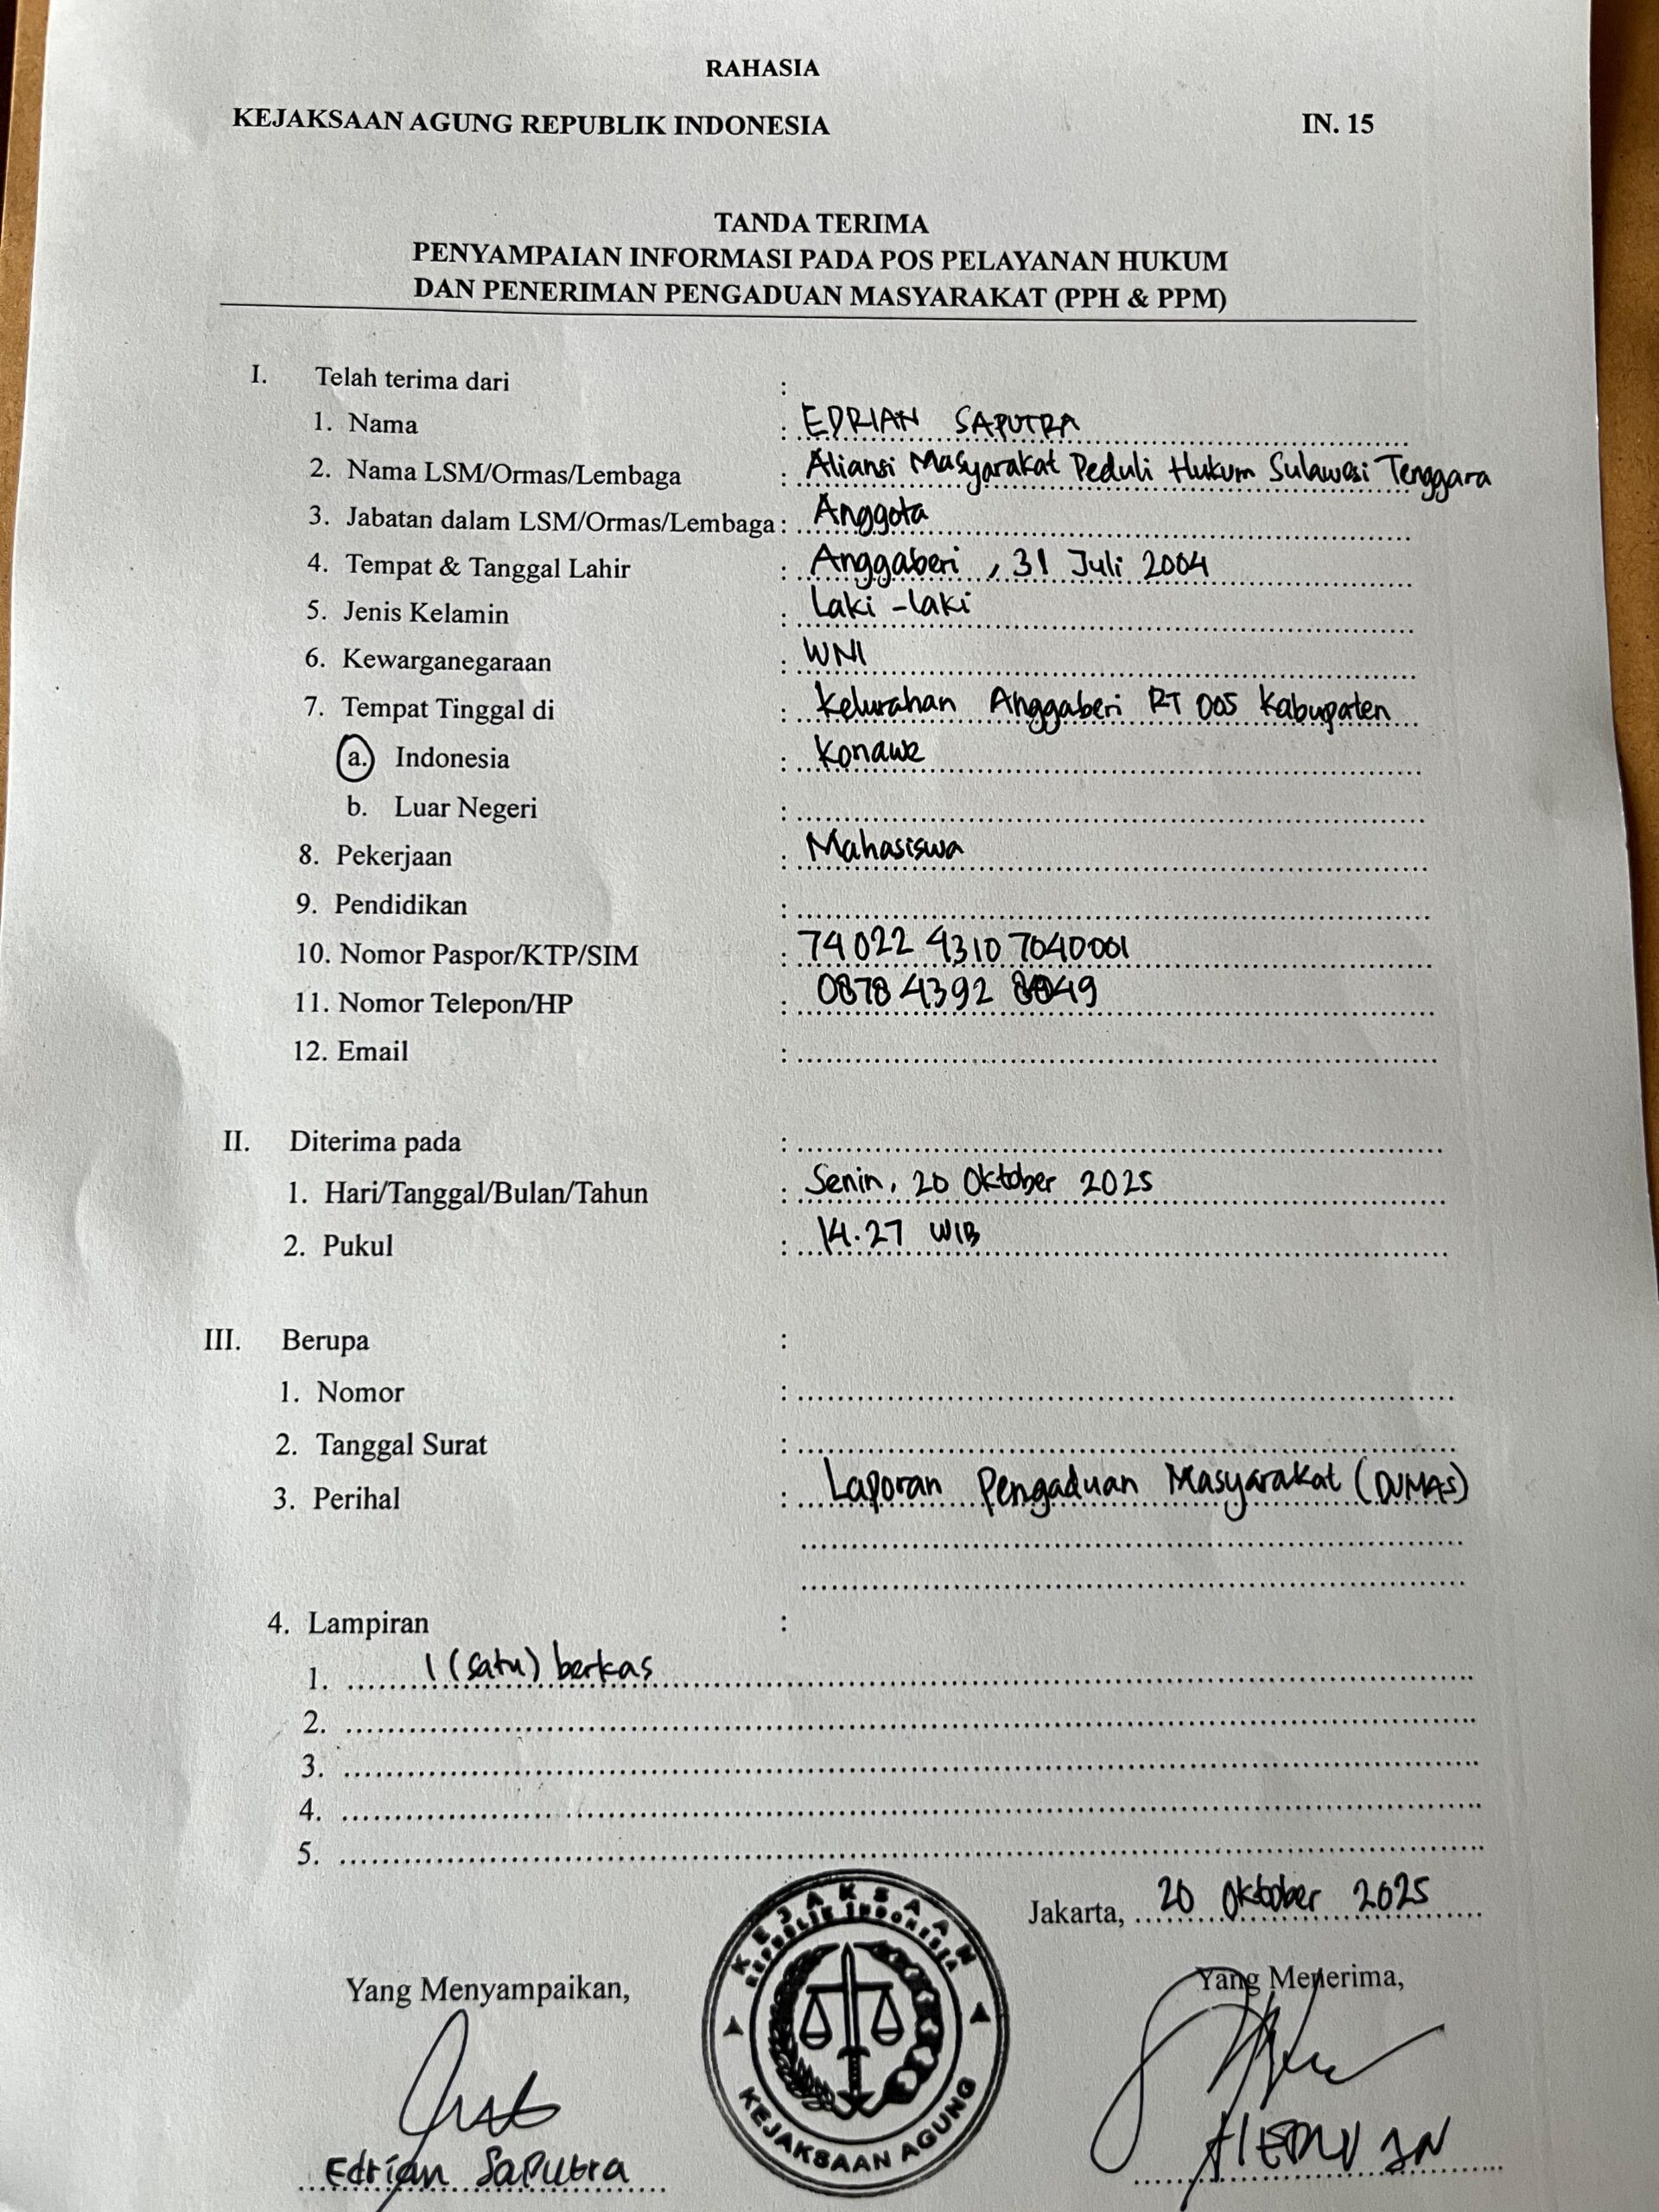 RAHASIA
KEJAKSAAN AGUNG REPUBLIK INDONESIA IN. 15
TANDA TERIMA
PENYAMPAIAN INFORMASI PADA POS PELAYANAN HUKUM
DAN PENERIMAN PENGADUAN MASYARAKAT (PPH & PPM)
I. Telah terima dari :
1. Nama : EDRIAN SAPUTRA
2. Nama LSM/Ormas/Lembaga : Aliansi Masyarakat Peduli Hukum Sulawesi Tenggara
3. Jabatan dalam LSM/Ormas/Lembaga : Anggota
4. Tempat & Tanggal Lahir : Anggaberi, 31 Juli 2004
5. Jenis Kelamin : Laki-laki
6. Kewarganegaraan : WNI
7. Tempat Tinggal di : Kelurahan Anggaberi RT 005 Kabupaten
a. Indonesia : Konawe
b. Luar Negeri :
8. Pekerjaan : Mahasiswa
9. Pendidikan :
10. Nomor Paspor/KTP/SIM : 74022 4310 7040001
11. Nomor Telepon/HP : 0878 4392
12. Email :
II. Diterima pada :
1. Hari/Tanggal/Bulan/Tahun : Senin, 20 Oktober 2025
2. Pukul : 14.27 WIB
III. Berupa :
1. Nomor :
2. Tanggal Surat :
3. Perihal : Laporan Pengaduan Masyarakat (DUMAS)
4. Lampiran :
1. 1 (satu) berkas
2.
3.
4.
5.
Jakarta, 20 Oktober 2025
Yang Menyampaikan, Yang Menerima,
KEJAKSAAN
REPUBLIK INDONESIA
KEJAKSAAN AGUNG
Edrian Saputra